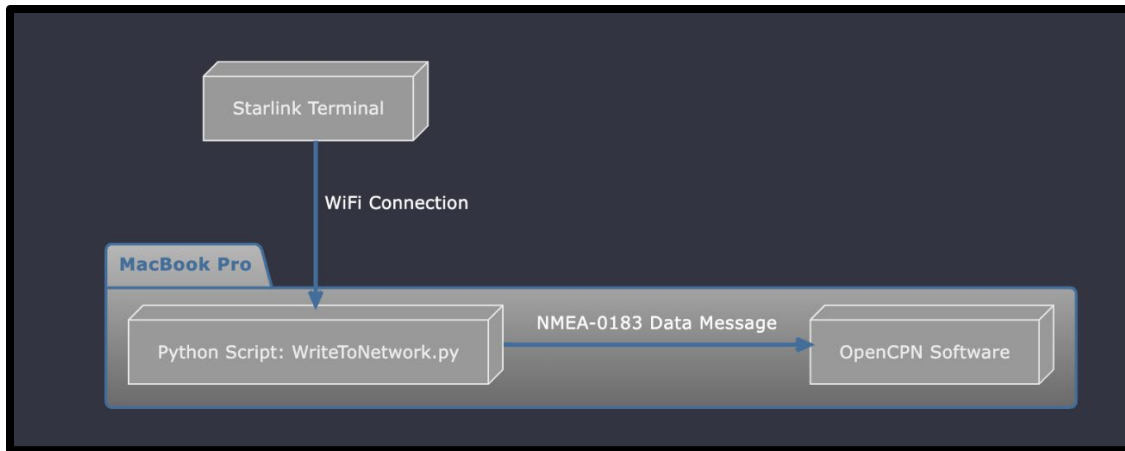 Starlink Terminal
WiFi Connection
MacBook Pro
NMEA-0183 Data Message
Python Script: WriteToNetwork.py
OpenCPN Software